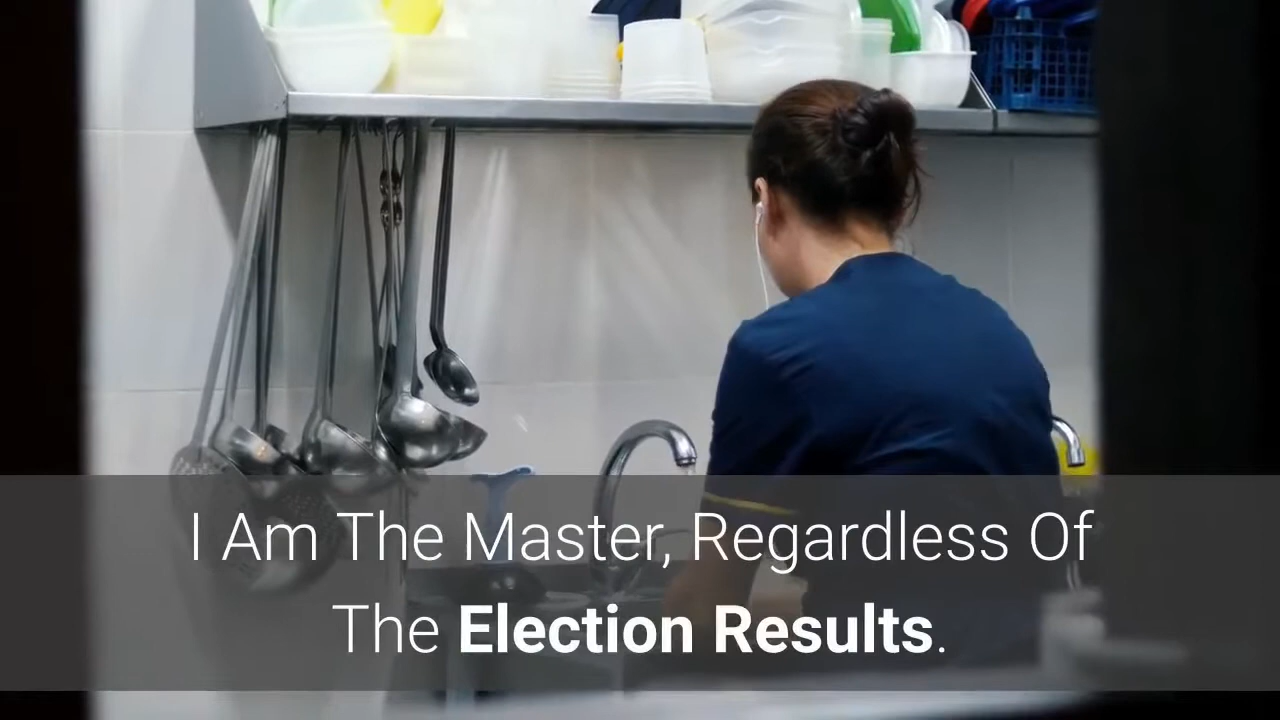 I Am The Master, Regardless Of
The Election Results.